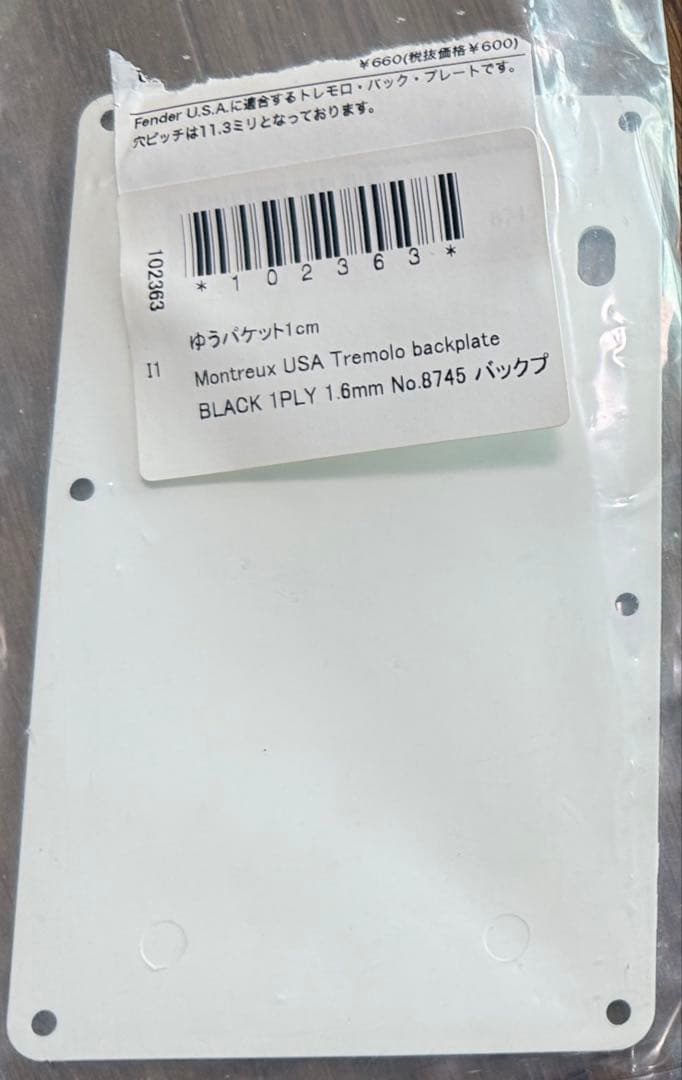 ¥660(税抜価格¥600)
Fender U.S.A.に適合するトレモロ・バック・プレートです。
穴ピッチは11.3ミリとなっております。
*102363*
102363
ゆうパケット1cm
I1
Montreux USA Tremolo backplate
BLACK 1PLY 1.6mm No.8745 バックプ